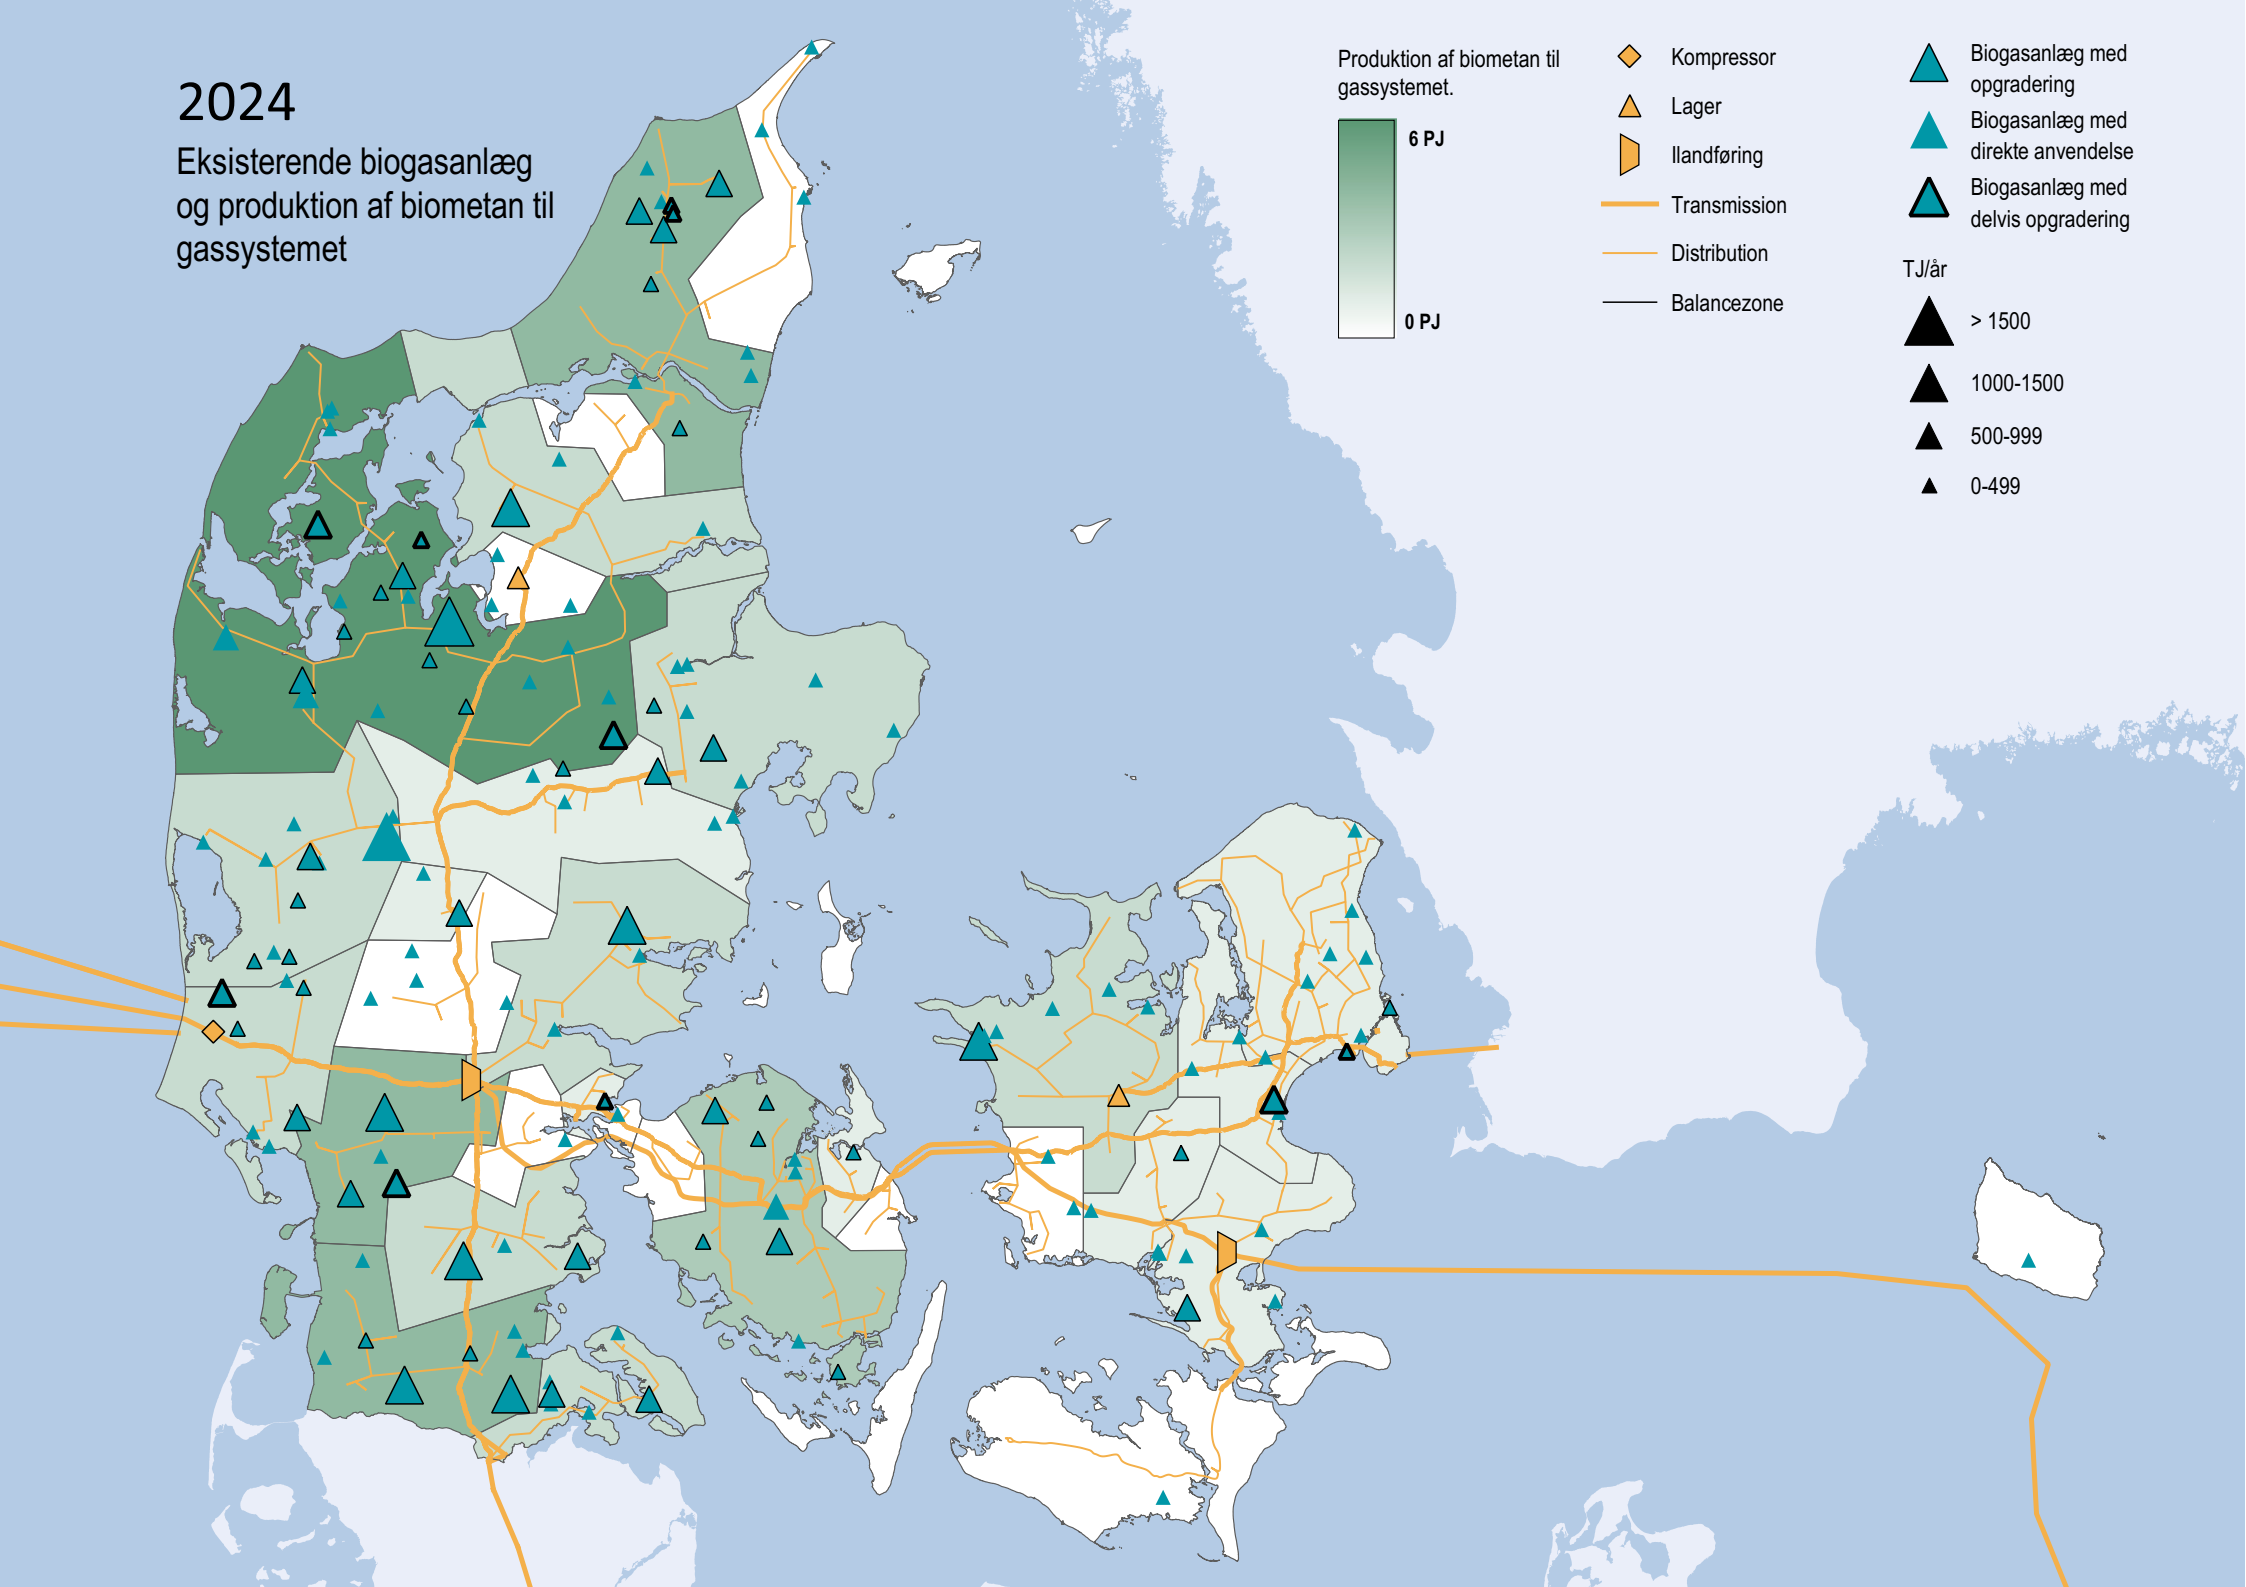 2024
Eksisterende biogasanlæg
og produktion af biometan til
gassystemet
Produktion af biometan til
gassystemet.
6 PJ
0 PJ
Kompressor
Lager
Ilandføring
Transmission
Distribution
Balancezone
Biogasanlæg med
opgradering
Biogasanlæg med
direkte anvendelse
Biogasanlæg med
delvis opgradering
TJ/år
> 1500
1000-1500
500-999
0-499